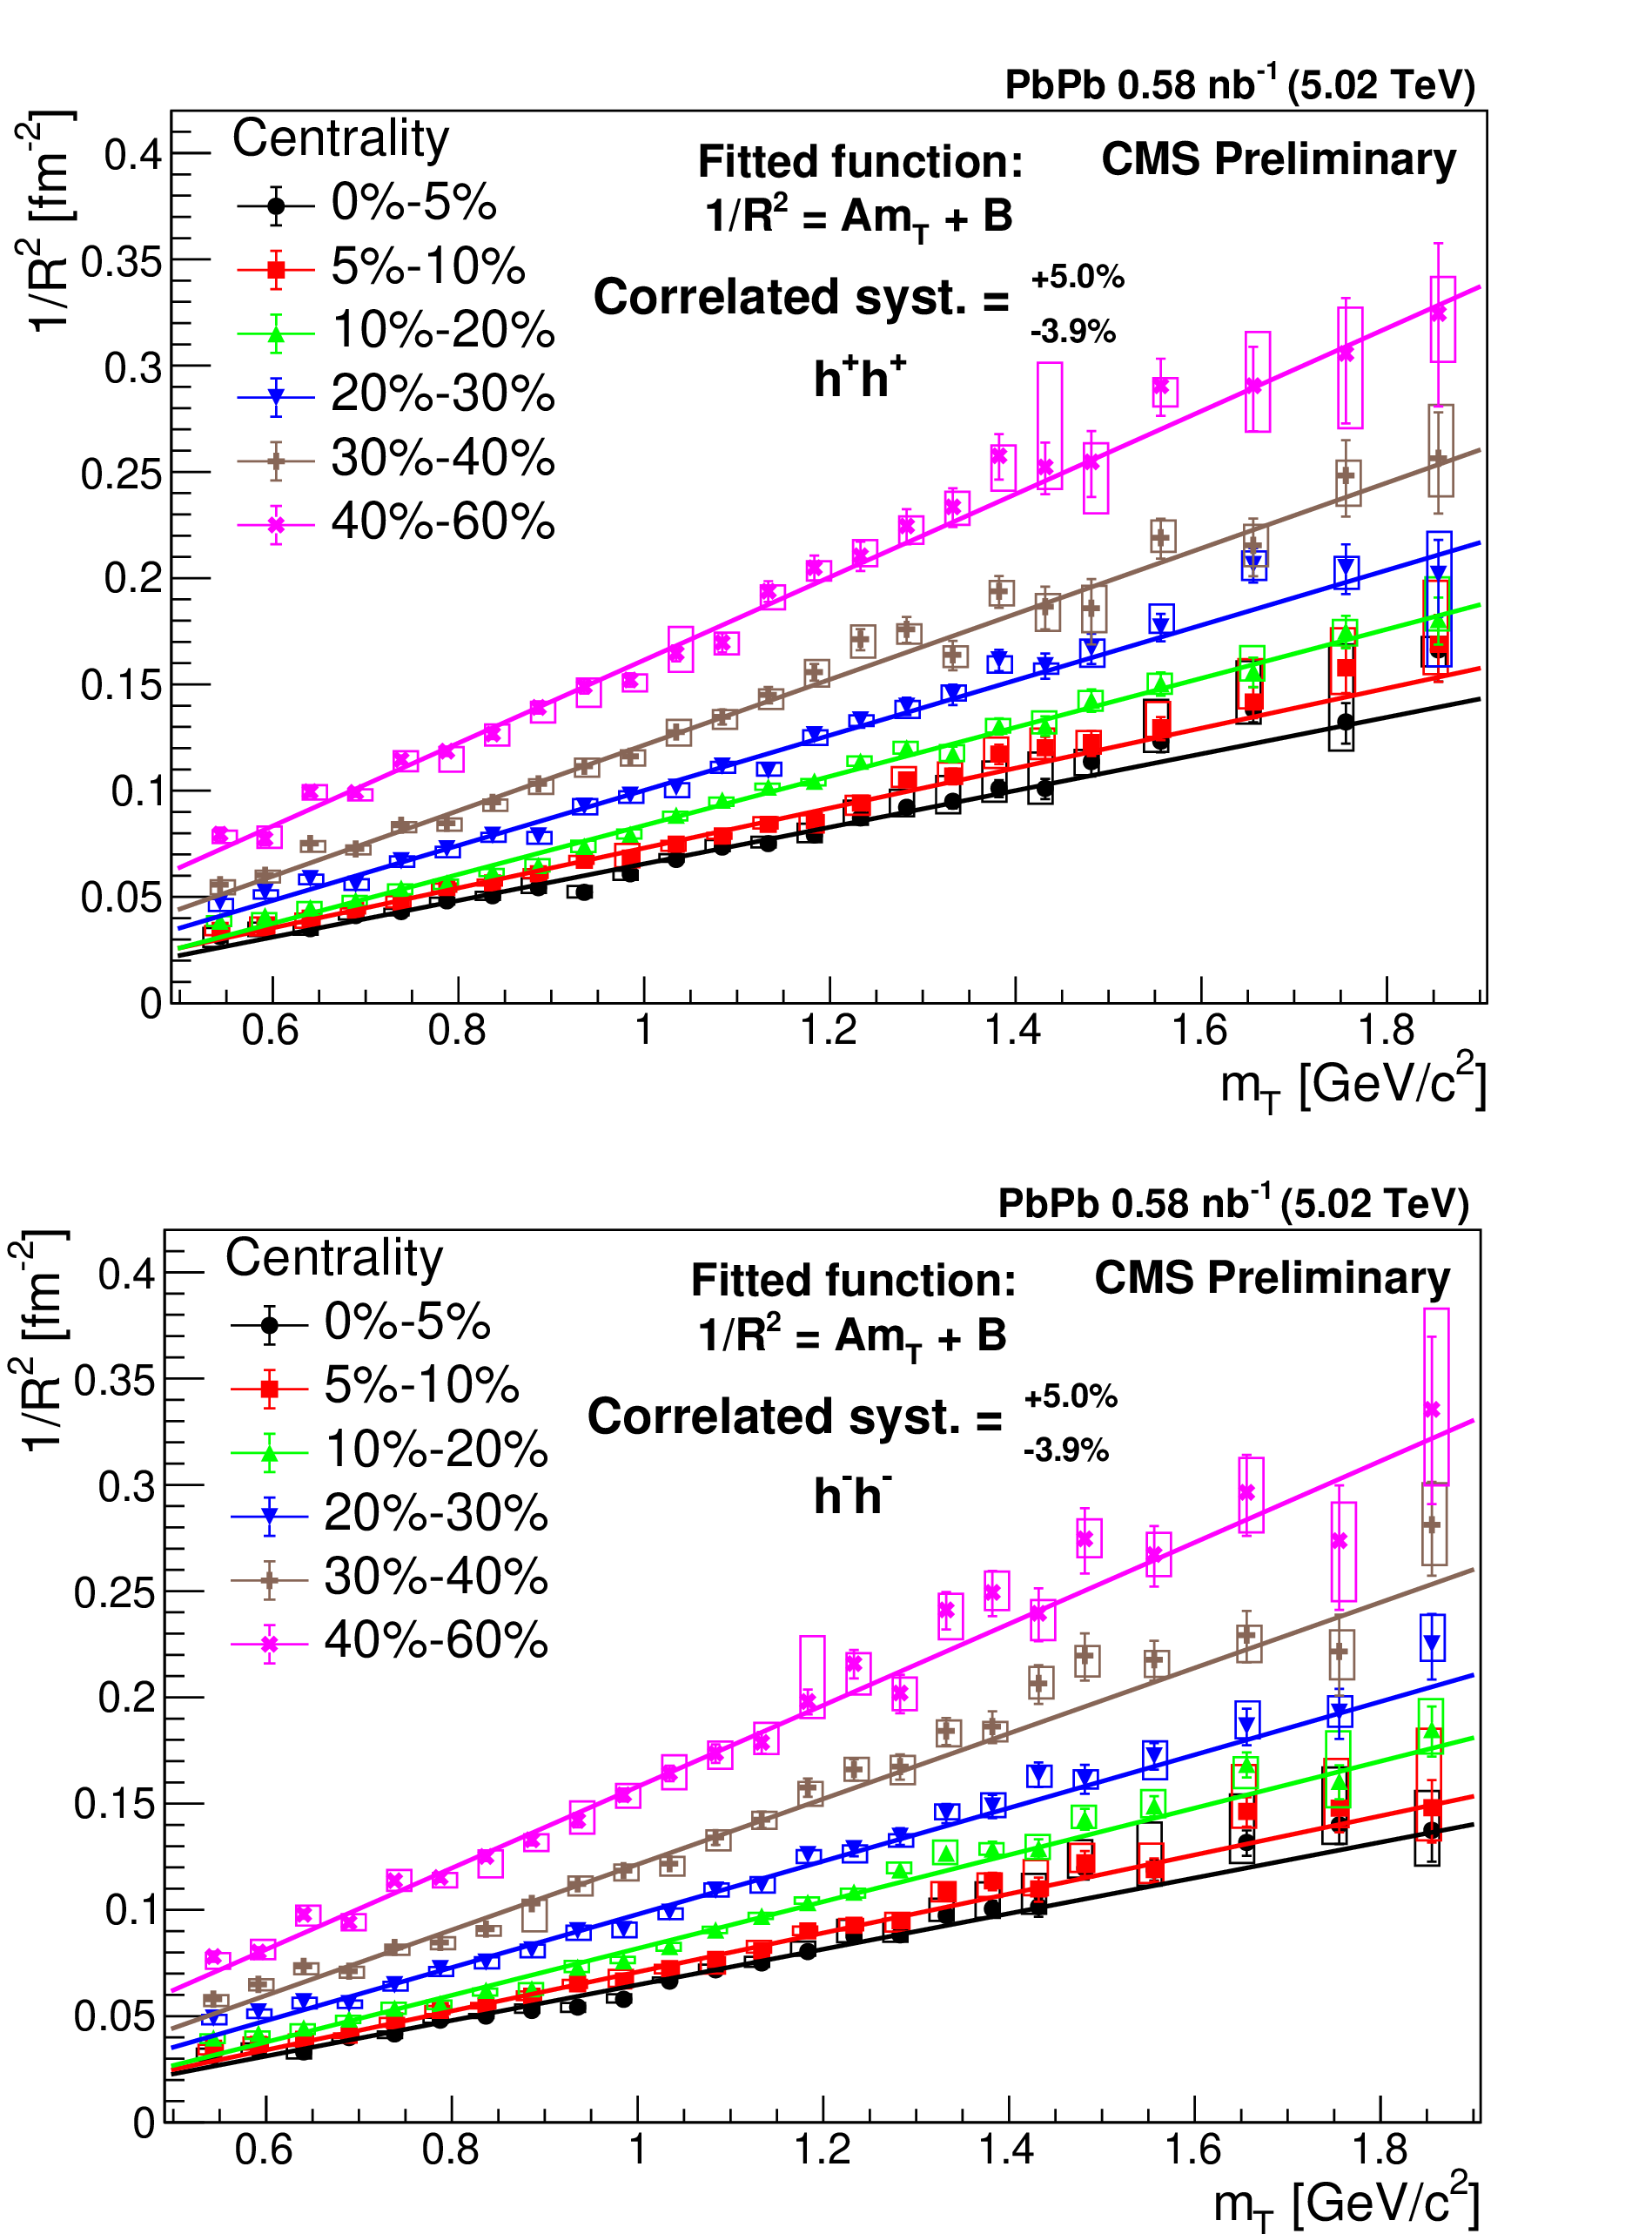 PbPb 0.58 nb⁻¹ (5.02 TeV)
1/R² [fm⁻²]
Centrality
0%-5%
5%-10%
10%-20%
20%-30%
30%-40%
40%-60%
Fitted function:
1/R² = Am_T + B
CMS Preliminary
Correlated syst. = +5.0% -3.9%
h⁺h⁺
0.4
0.35
0.3
0.25
0.2
0.15
0.1
0.05
0
0.6 0.8 1 1.2 1.4 1.6 1.8
m_T [GeV/c²]
PbPb 0.58 nb⁻¹ (5.02 TeV)
1/R² [fm⁻²]
Centrality
0%-5%
5%-10%
10%-20%
20%-30%
30%-40%
40%-60%
Fitted function:
1/R² = Am_T + B
CMS Preliminary
Correlated syst. = +5.0% -3.9%
h⁻h⁻
0.4
0.35
0.3
0.25
0.2
0.15
0.1
0.05
0
0.6 0.8 1 1.2 1.4 1.6 1.8
m_T [GeV/c²]